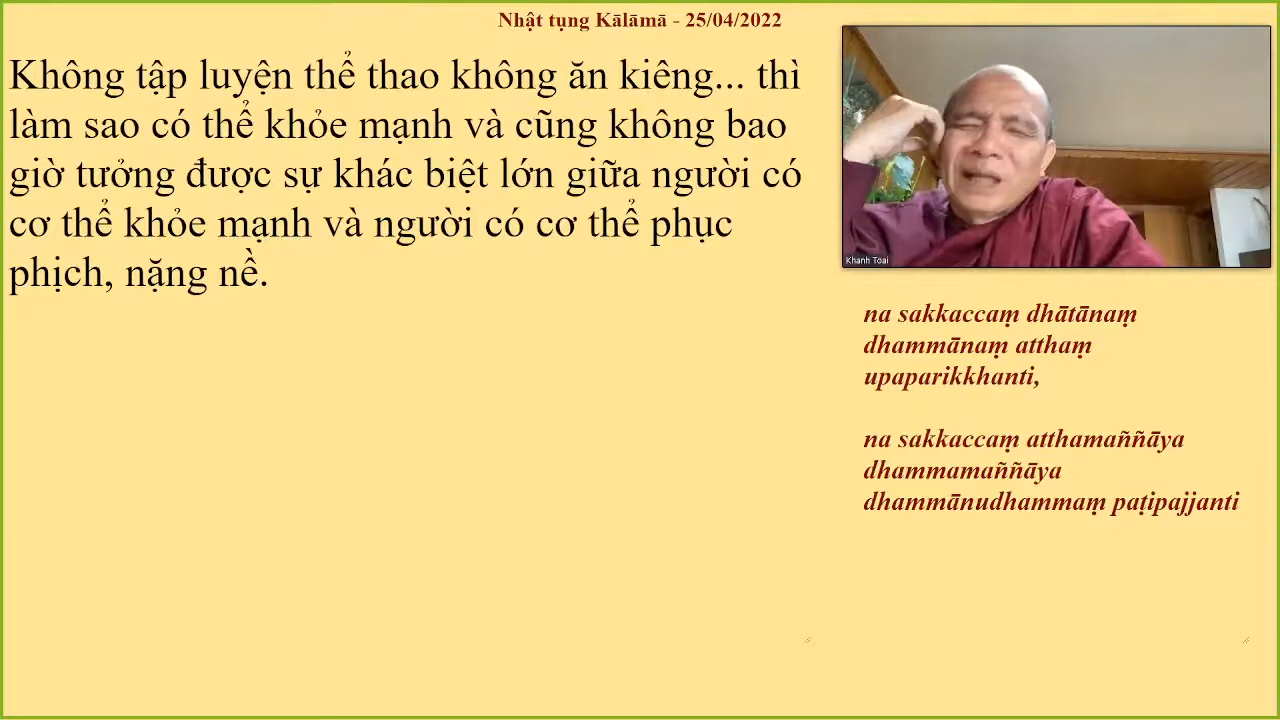 Nhật tụng Kālāmā - 25/04/2022
Không tập luyện thể thao không ăn kiêng... thì
làm sao có thể khỏe mạnh và cũng không bao
giờ tưởng được sự khác biệt lớn giữa người có
cơ thể khỏe mạnh và người có cơ thể phục
phịch, nặng nề.
Khanh Toai
na sakkaccaṃ dhātānaṃ
dhammānaṃ atthaṃ
upaparikkhanti,
na sakkaccaṃ atthamaññāya
dhammamaññāya
dhammānudhammaṃ paṭipajjanti